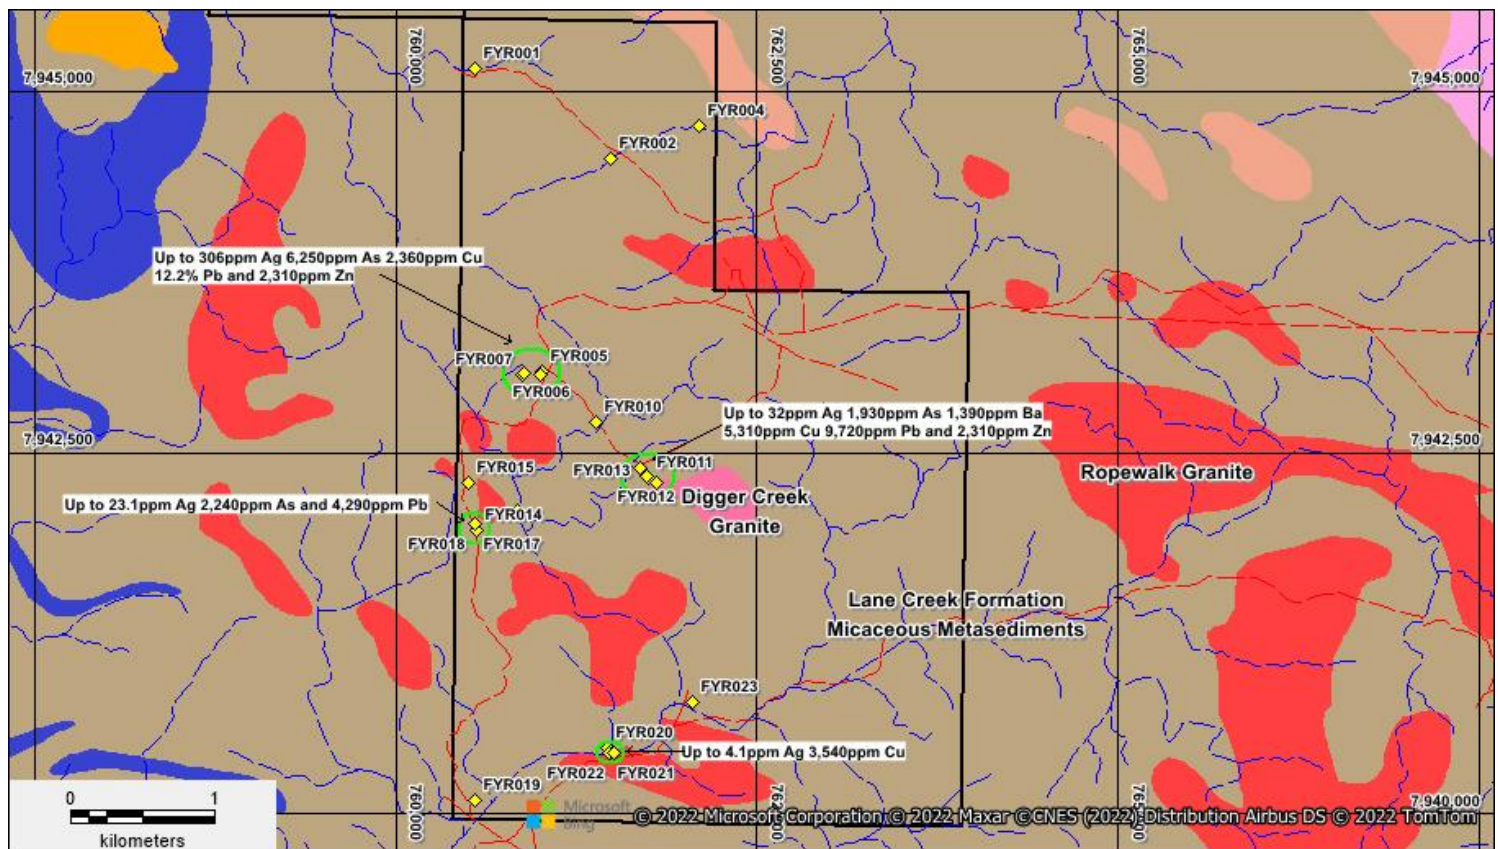 FYR001
760,000
762,500
765,000
7,945,000
7,945,000
FYR004
FYR002
Up to 306ppm Ag 6,250ppm As 2,360ppm Cu
12.2% Pb and 2,310ppm Zn
FYR007
FYR005
FYR006
FYR010
Up to 32ppm Ag 1,930ppm As 1,390ppm Ba
5,310ppm Cu 9,720ppm Pb and 2,310ppm Zn
7,942,500
7,942,500
FYR015
FYR013
FYR011
FYR012
Digger Creek
Granite
Ropewalk Granite
Up to 23.1ppm Ag 2,240ppm As and 4,290ppm Pb
FYR014
FYR018
FYR017
Lane Creek Formation
Micaceous Metasediments
FYR023
FYR020
Up to 4.1ppm Ag 3,540ppm Cu
FYR022
FYR021
FYR019
760,000
7,940,000
0 1
kilometers
Microsoft
Bing
© 2022 Microsoft Corporation © 2022 Maxar ©CNES (2022) Distribution Airbus DS © 2022 TomTom